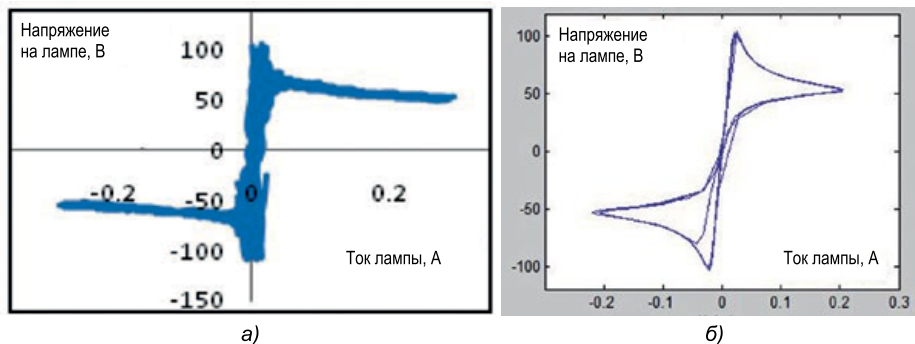 Напряжение
на лампе, В
100
50
0
-0.2
0
0.2
-50
-100
-150
Ток лампы, А
а)
Напряжение
на лампе, В
100
50
0
-50
-100
Ток лампы, А
-0.2
-0.1
0
0.1
0.2
0.3
б)